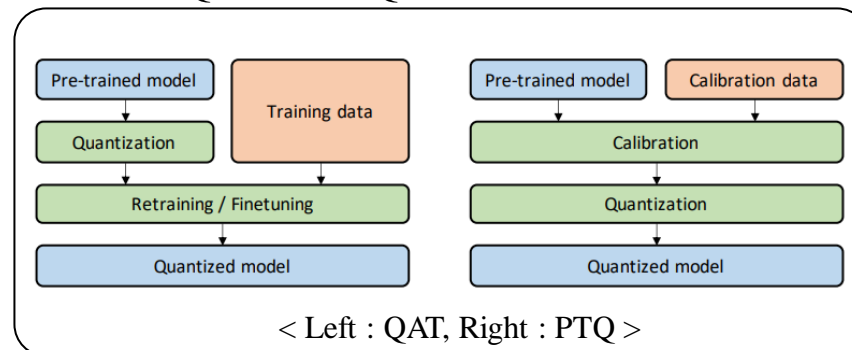 Pre-trained model
Training data
Quantization
Retraining / Finetuning
Quantized model
Pre-trained model
Calibration data
Calibration
Quantization
Quantized model
< Left : QAT, Right : PTQ >